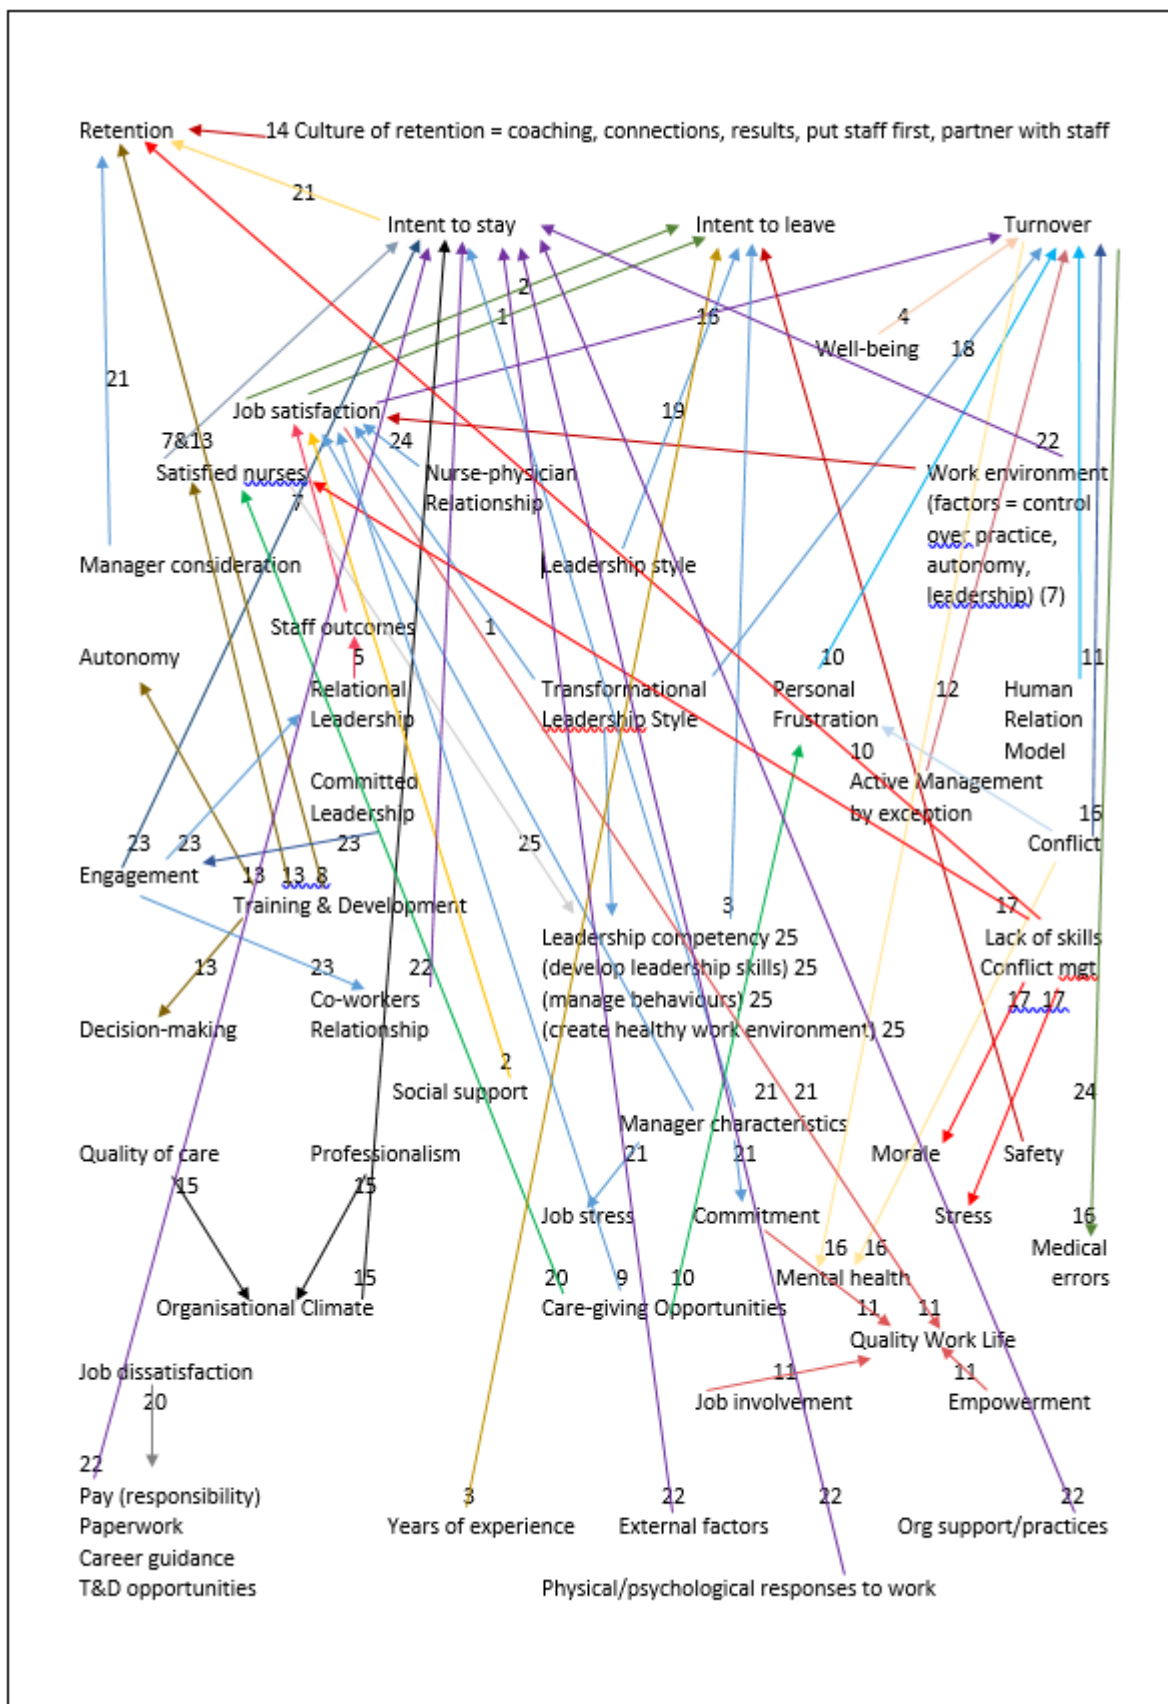 Retention 14 Culture of retention = coaching, connections, results, put staff first, partner with staff
21
Intent to stay Intent to leave Turnover
2
1 16 4
Well-being 18
21
Job satisfaction 19
7&13 24 22
Satisfied nurses Nurse-physician Work environment
7 Relationship (factors = control
over practice,
Manager consideration Leadership style autonomy,
leadership) (7)
Staff outcomes 1
Autonomy 5 10 11
Relational Transformational Personal 12 Human
Leadership Leadership Style Frustration Relation
10 Model
Committed Active Management
Leadership by exception 16
23 23 23 25 Conflict
Engagement 13 13 8
Training & Development 3 17
Leadership competency 25 Lack of skills
13 23 22 (develop leadership skills) 25 Conflict mgt
Co-workers (manage behaviours) 25 17 17
Decision-making Relationship (create healthy work environment) 25
2
Social support 21 21 24
Manager characteristics
Quality of care Professionalism 21 21 Morale Safety
15 15
Job stress Commitment Stress 16
16 16 Medical
15 20 9 10 Mental health errors
Organisational Climate Care-giving Opportunities 11 11
Quality Work Life
Job dissatisfaction 11 11
20 Job involvement Empowerment
22
Pay (responsibility) 3 22 22 22
Paperwork Years of experience External factors Org support/practices
Career guidance
T&D opportunities Physical/psychological responses to work